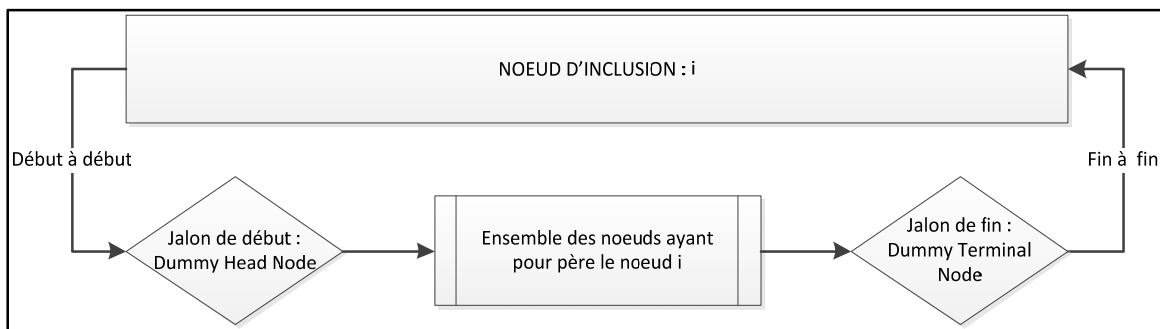 NOEUD D'INCLUSION : i
Début à début
Fin à fin
Jalon de début :
Dummy Head Node
Ensemble des noeuds ayant
pour père le noeud i
Jalon de fin :
Dummy Terminal
Node